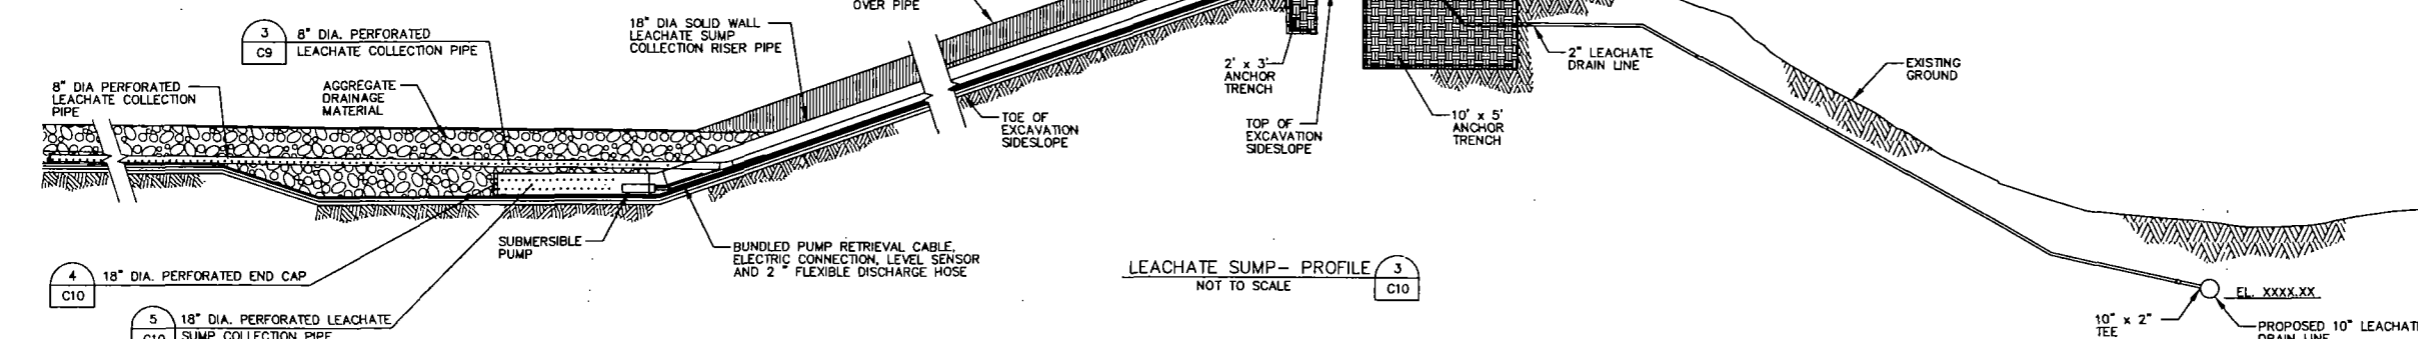 OVER PIPE
3
C9
8" DIA. PERFORATED
LEACHATE COLLECTION PIPE
18" DIA SOLID WALL
LEACHATE SUMP
COLLECTION RISER PIPE
8" DIA PERFORATED
LEACHATE COLLECTION
PIPE
AGGREGATE
DRAINAGE
MATERIAL
2' x 3'
ANCHOR
TRENCH
2" LEACHATE
DRAIN LINE
EXISTING
GROUND
TOE OF
EXCAVATION
SIDESLOPE
TOP OF
EXCAVATION
SIDESLOPE
10' x 5'
ANCHOR
TRENCH
SUBMERSIBLE
PUMP
BUNDLED PUMP RETRIEVAL CABLE,
ELECTRIC CONNECTION, LEVEL SENSOR
AND 2 " FLEXIBLE DISCHARGE HOSE
LEACHATE SUMP- PROFILE
NOT TO SCALE
3
C10
4
C10
18" DIA. PERFORATED END CAP
5
C10
18" DIA. PERFORATED LEACHATE
SUMP COLLECTION PIPE
EL. XXXX.XX
10" x 2"
TEE
PROPOSED 10" LEACHATE
DRAIN LINE